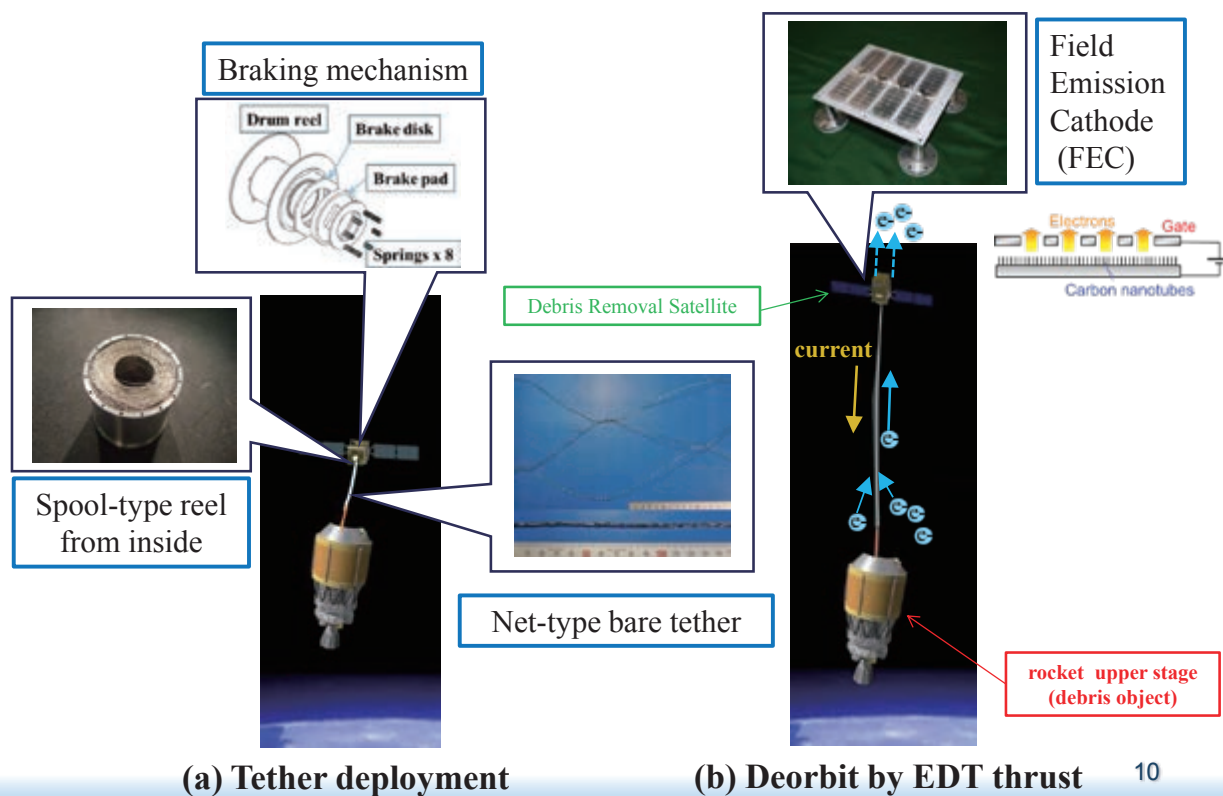 Braking mechanism
Drum reel
Brake disk
Brake pad
Springs x 8
Spool-type reel
from inside
Net-type bare tether
(a) Tether deployment
Field
Emission
Cathode
(FEC)
Electrons
Gate
Carbon nanotubes
Debris Removal Satellite
current
e-
e-
e-
e-
e-
e-
e-
e-
rocket upper stage
(debris object)
(b) Deorbit by EDT thrust
10